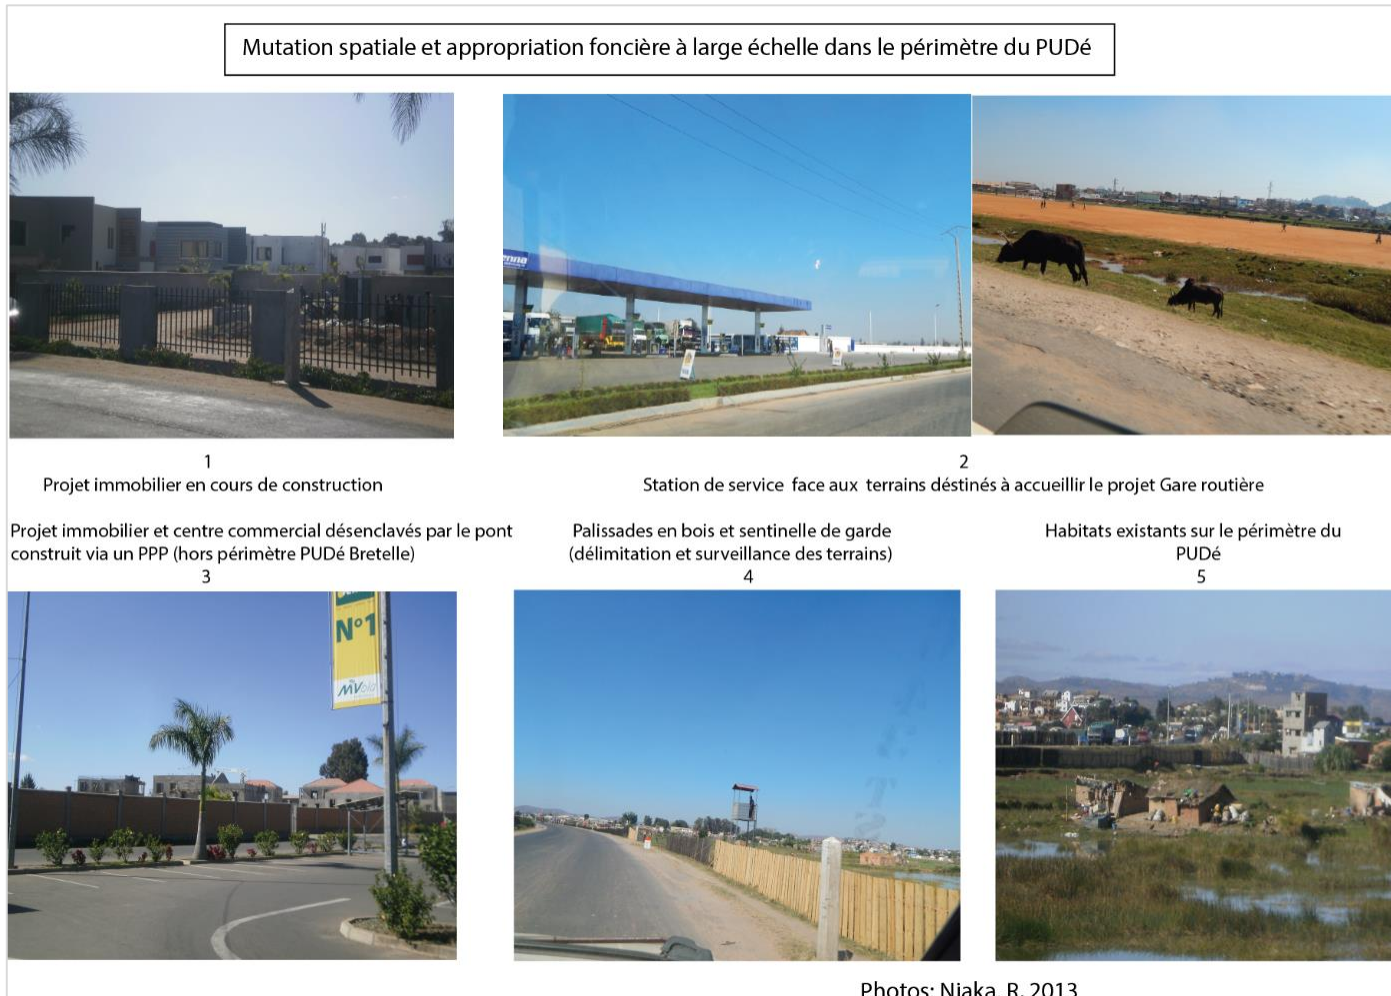 Mutation spatiale et appropriation foncière à large échelle dans le périmètre du PUDé
enna
1
Projet immobilier en cours de construction
2
Station de service face aux terrains déstinés à accueillir le projet Gare routière
Projet immobilier et centre commercial désenclavés par le pont
construit via un PPP (hors périmètre PUDé Bretelle)
3
Palissades en bois et sentinelle de garde
(délimitation et surveillance des terrains)
4
Habitats existants sur le périmètre du
PUDé
5
N°1
MVola
Photos: Niaka. R. 2013